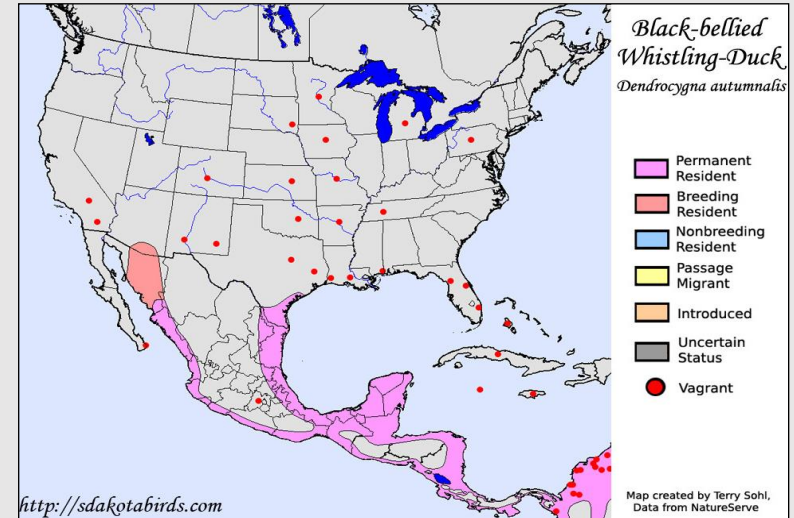 Black-bellied
Whistling-Duck
Dendrocygna autumnalis
Permanent
Resident
Breeding
Resident
Nonbreeding
Resident
Passage
Migrant
Introduced
Uncertain
Status
Vagrant
http://sdakotabirds.com
Map created by Terry Sohl,
Data from NatureServe